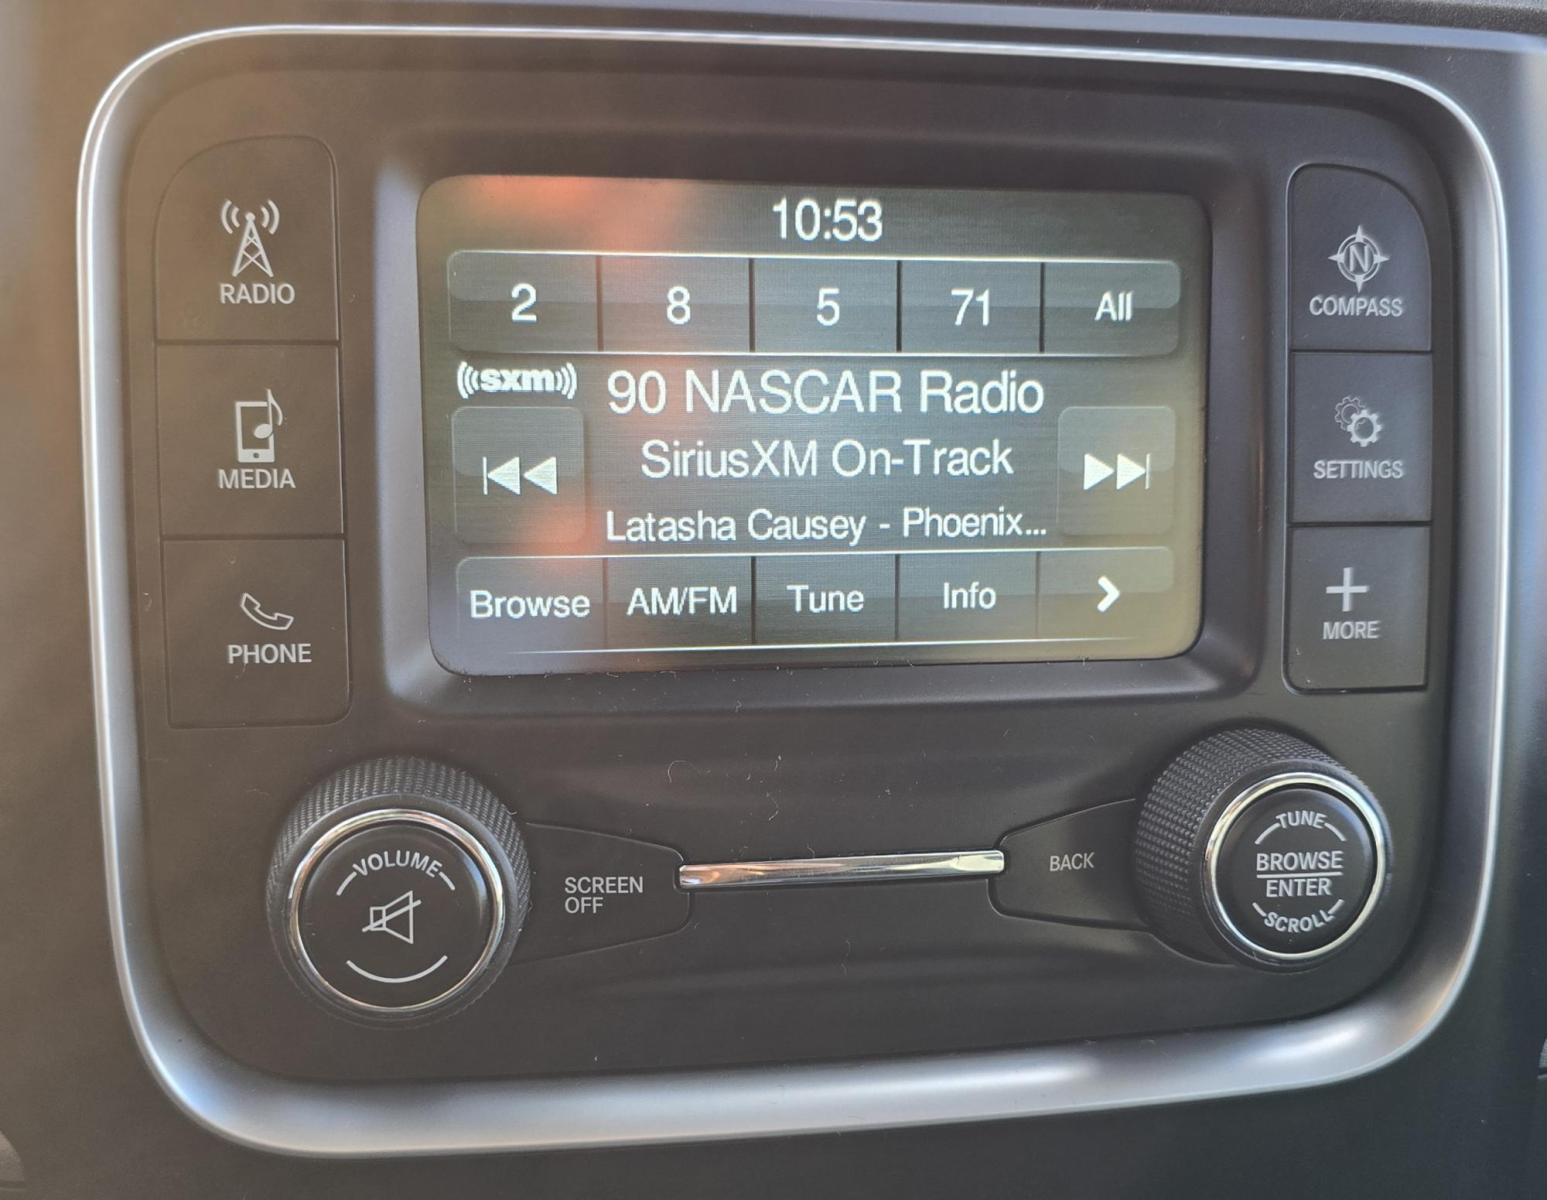 10:53
2 8 5 71 All
((sxm)) 90 NASCAR Radio
SiriusXM On-Track
Latasha Causey - Phoenix...
Browse AM/FM Tune Info
RADIO
MEDIA
PHONE
N
COMPASS
SETTINGS
MORE
VOLUME
SCREEN
OFF
BACK
TUNE
BROWSE
ENTER
SCROLL